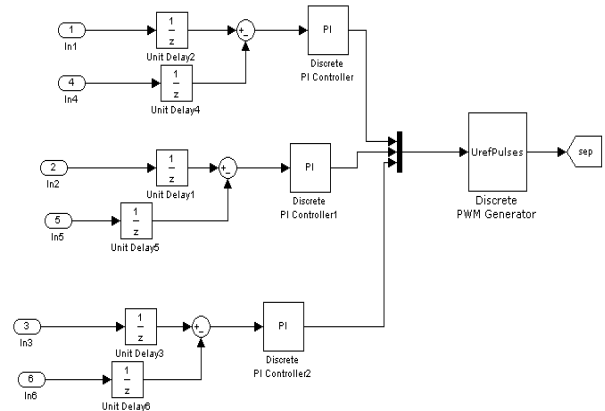 1
In1
1
z
Unit Delay2
+
-
PI
Discrete
PI Controller
4
In4
1
z
Unit Delay4
2
In2
1
z
Unit Delay1
+
-
PI
Discrete
PI Controller1
5
In5
1
z
Unit Delay5
UrefPulses
Discrete
PWM Generator
sep
3
In3
1
z
Unit Delay3
+
-
PI
Discrete
PI Controller2
6
In6
1
z
Unit Delay6